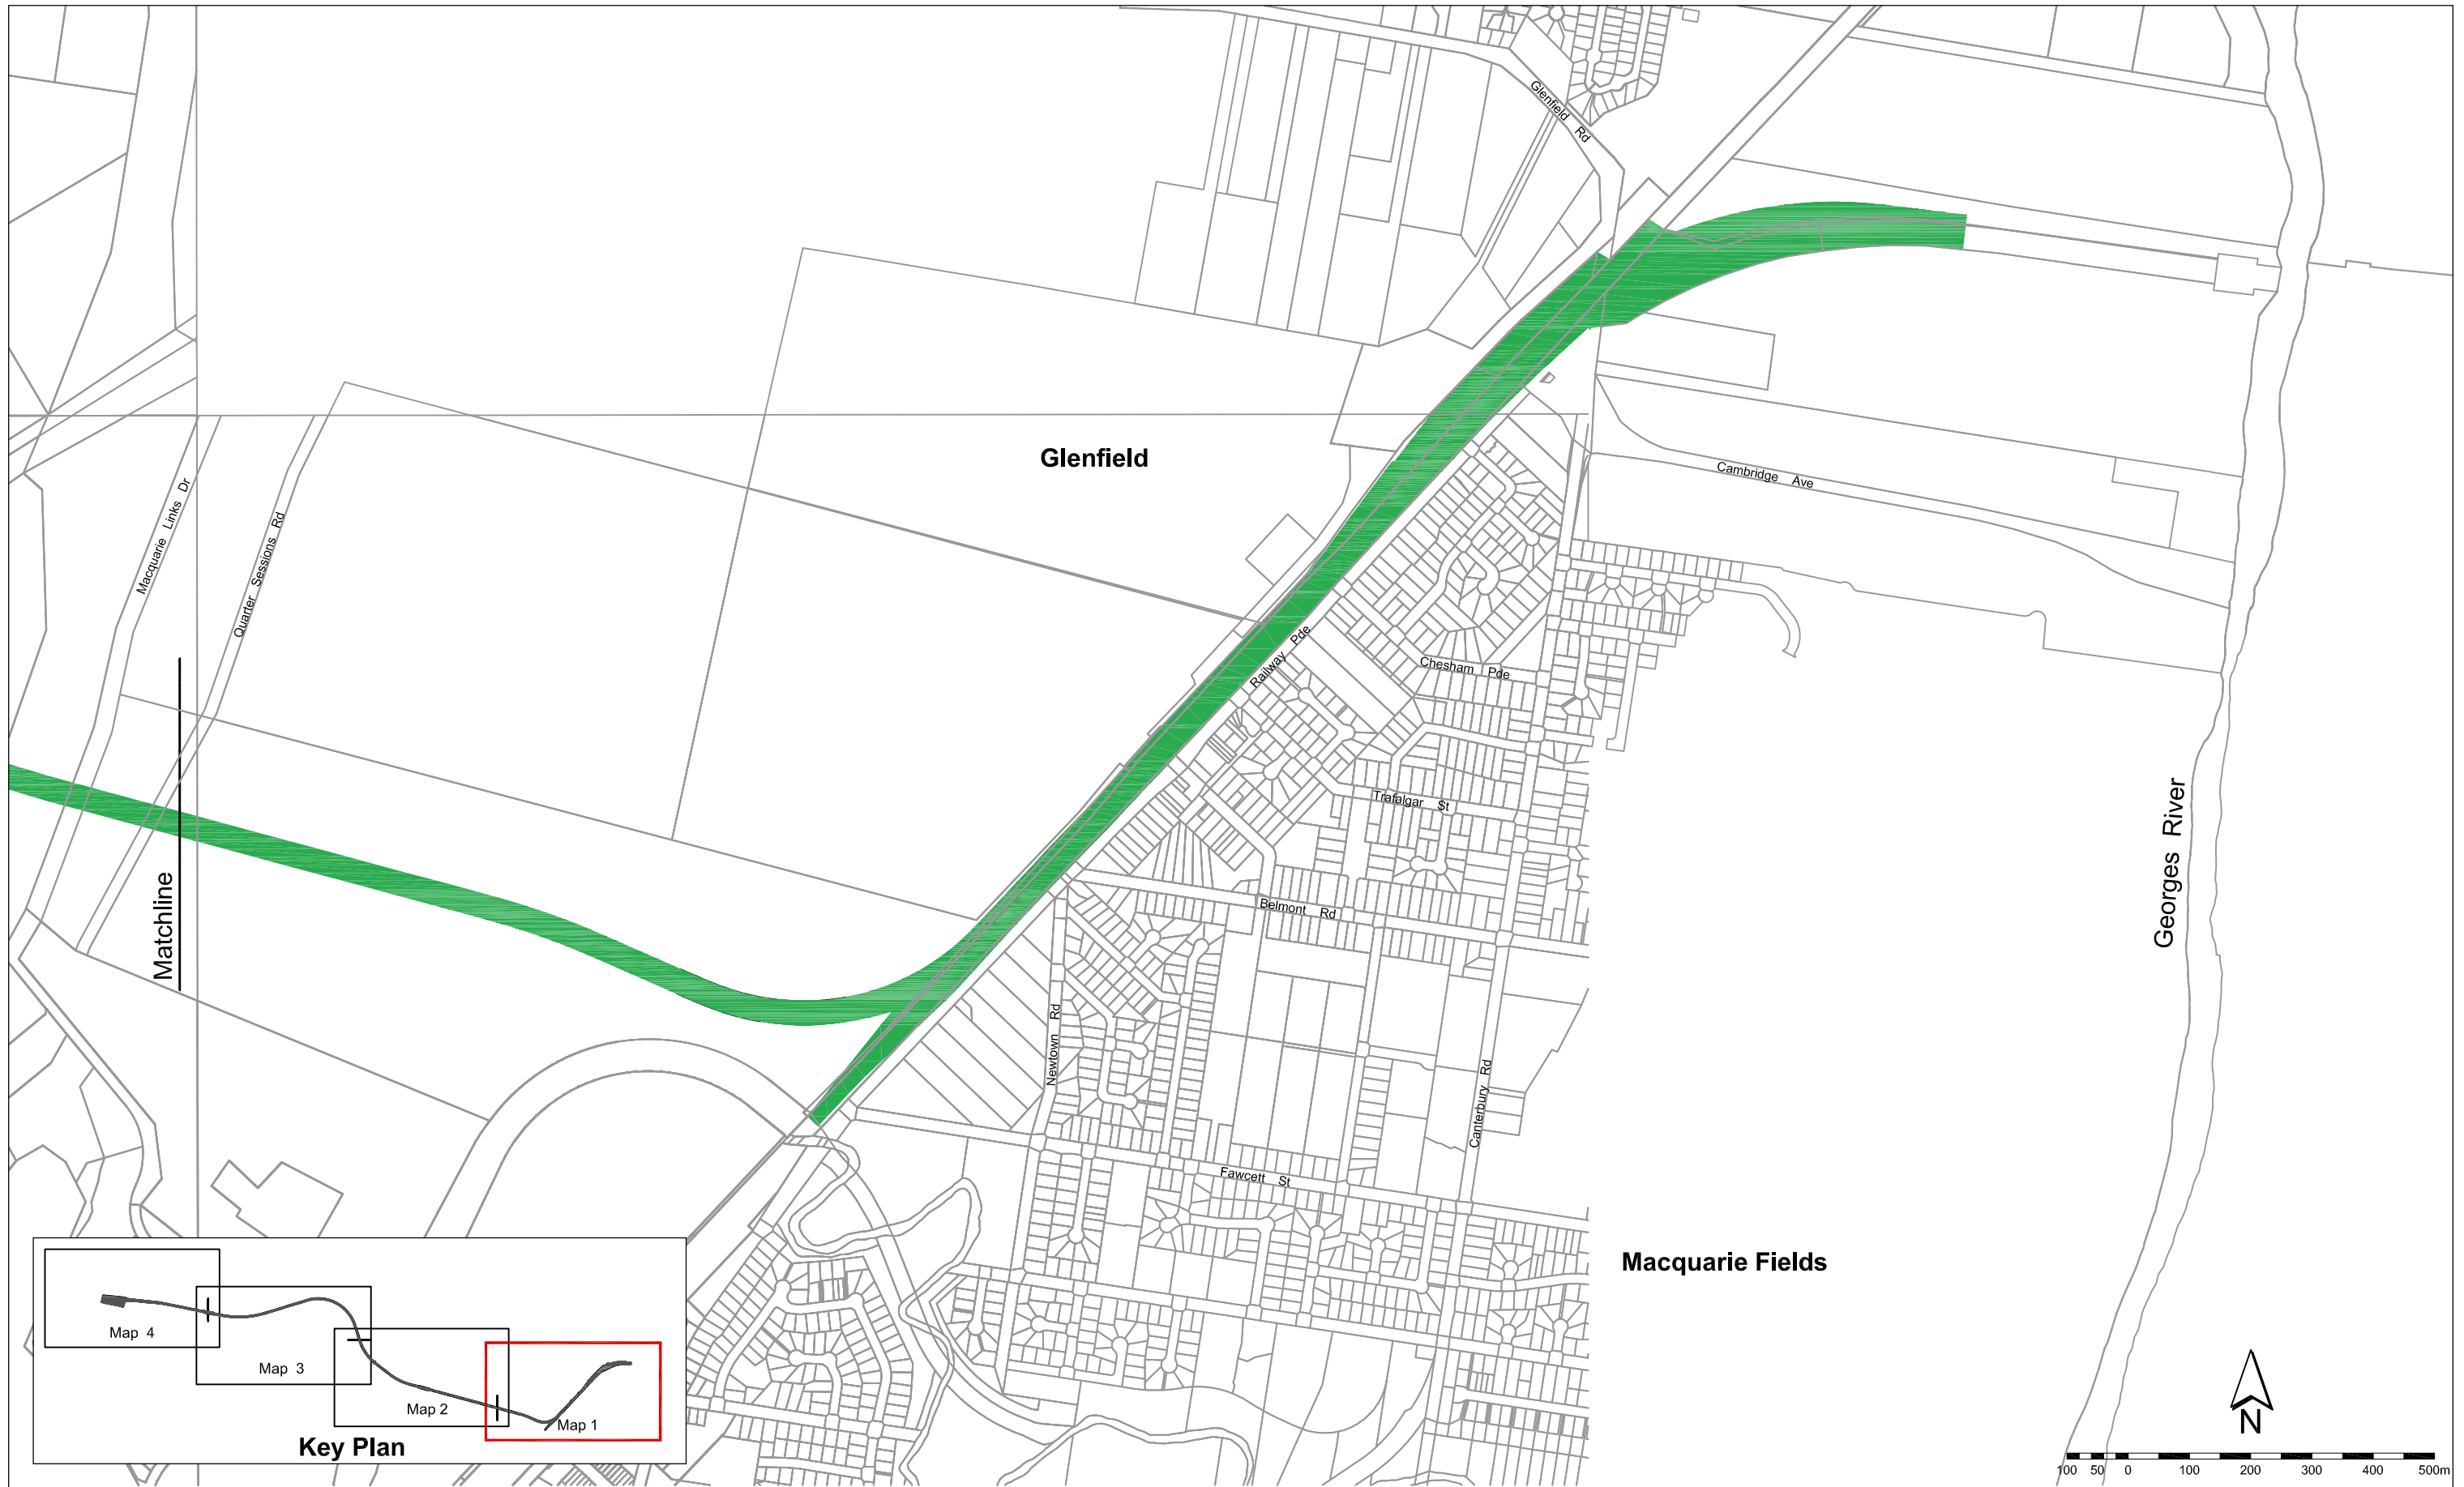 Glenfield Rd
Glenfield
Cambridge Ave
Macquarie Links Dr
Quarter Sessions Rd
Railway Pde
Chesham Pde
Trafalgar St
Georges River
Matchline
Belmont Rd
Newtown Rd
Canterbury Rd
Fawcett St
Macquarie Fields
Map 4
Map 3
Map 2
Map 1
Key Plan
N
100 50 0 100 200 300 400 500m